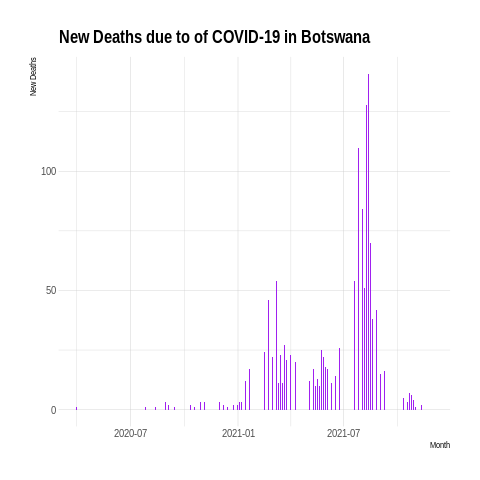 New Deaths due to of COVID-19 in Botswana
New Deaths
100
50
0
2020-07
2021-01
2021-07
Month